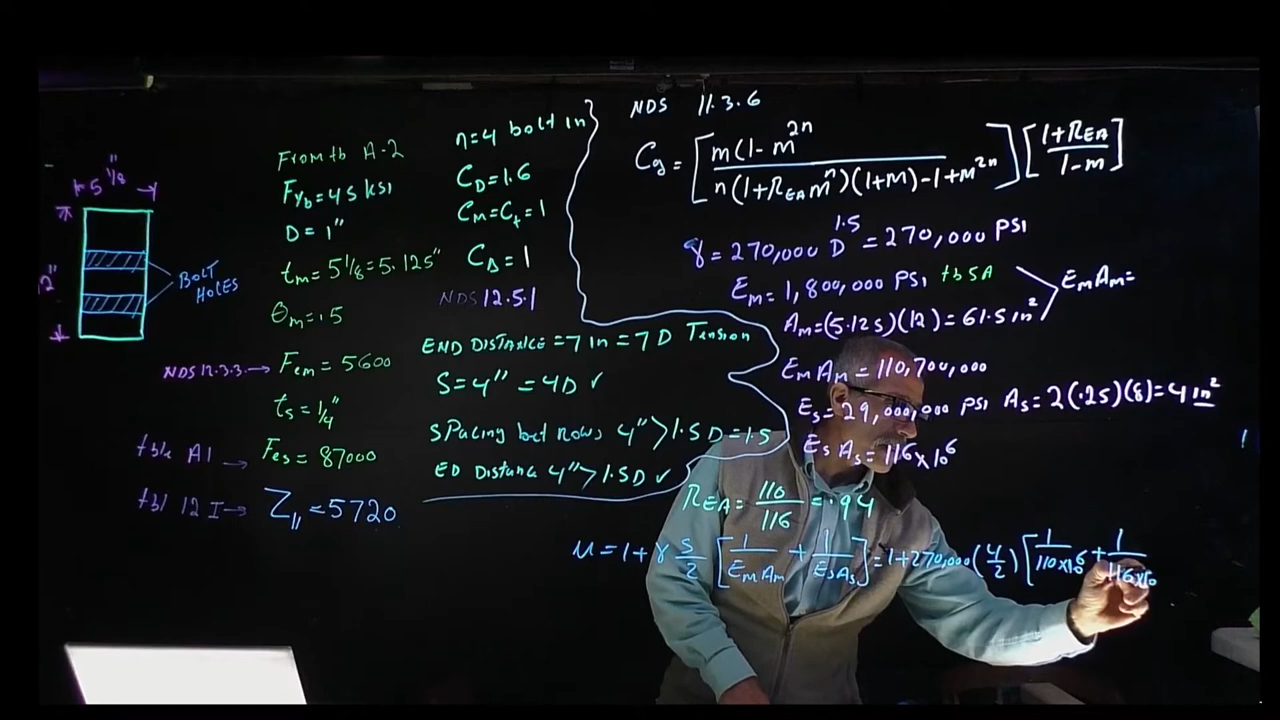 5 1/8"
2"
BOLT
HOLES
From tb A-2
Fyb = 45 ksi
D = 1"
tm = 5 1/8 = 5.125"
θm = .5
NDS 12.3.3. → Fem = 5600
ts = 1/4"
tble A1 → Fes = 87000
tbl 12 I → Z|| = 5720
n = 4 bolt in
CD = 1.6
CM = Ct = 1
CΔ = 1
NDS 12.5.1
END DISTANCE = 7 in = 7 D Tension
S = 4" = 4D ✓
SPacing bet rows 4" > 1.5 D = 1.5
ED Distance 4" > 1.5 D ✓
NDS 11.3.6
Cg = [m(1 - m^2n) / n(1 + REA m^n)(1 + m) - 1 + m^2n] [1 + REA / 1 - m]
γ = 270,000 D^1.5 = 270,000 PSI
Em = 1,800,000 PSI tb 5A
EmAm =
Am = (5.125)(12) = 61.5 in²
EmAm = 110,700,000
Es = 29,000,000 PSI As = 2(.25)(8) = 4 in²
EsAs = 116 x 10^6
REA = 110/116 = .94
u = 1 + γ s/2 [1/EmAm + 1/EsAs] = 1 + 270,000 (4/2) [1/110x10^6 + 1/116x10